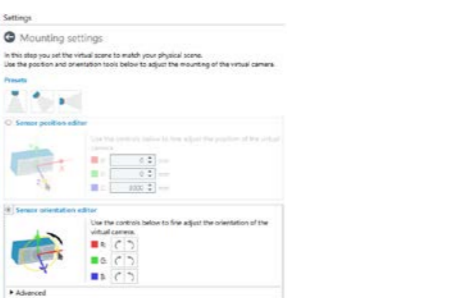 Settings
Mounting settings
In this step you set the virtual scene to match your physical scene.
Use the position and orientation tools below to adjust the mounting of the virtual camera.
Presets
Sensor position editor
Use the controls below to fine adjust the position of the virtual
camera.
0 mm
0 mm
mm
Sensor orientation editor
Use the controls below to fine adjust the orientation of the
virtual camera.
R:
G:
B:
Advanced